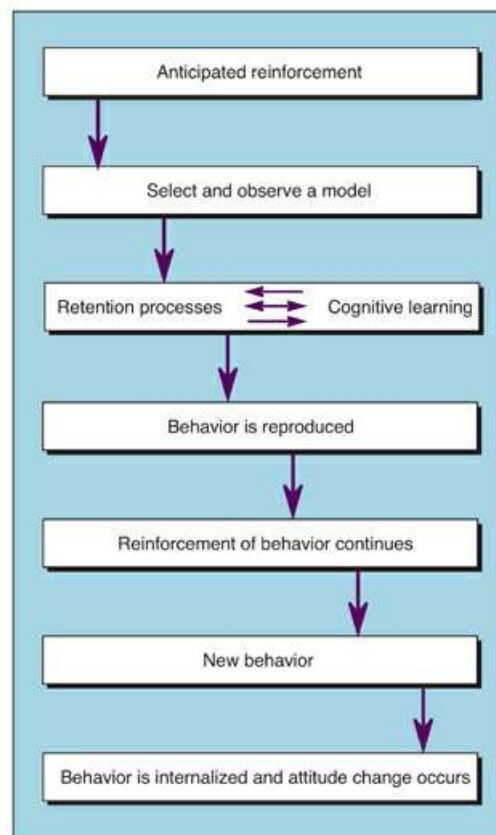 Anticipated reinforcement
Select and observe a model
Retention processes Cognitive learning
Behavior is reproduced
Reinforcement of behavior continues
New behavior
Behavior is internalized and attitude change occurs